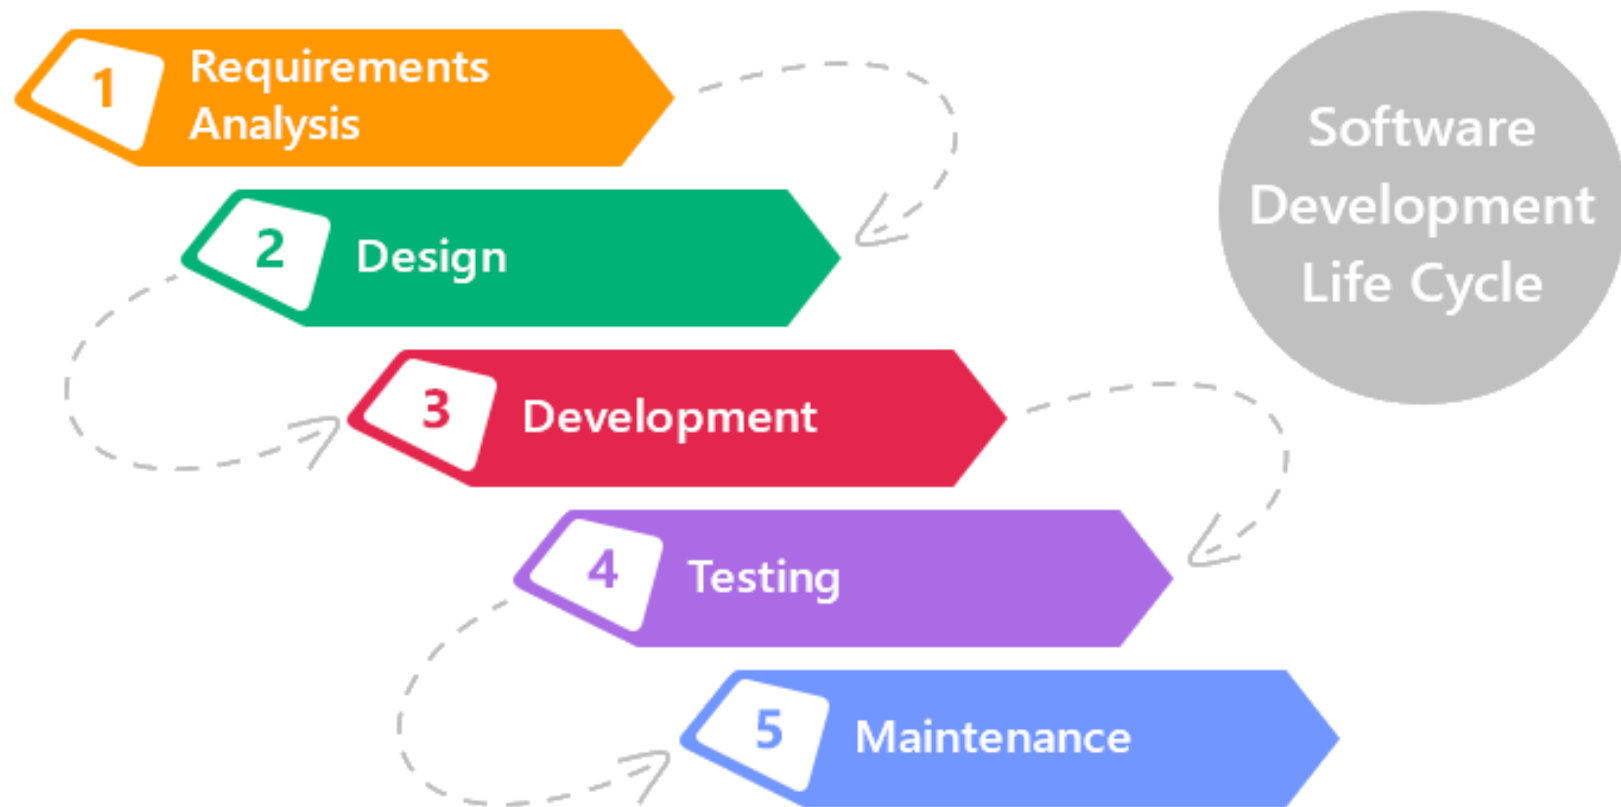 1
Requirements
Analysis
2
Design
3
Development
4
Testing
5
Maintenance
Software
Development
Life Cycle